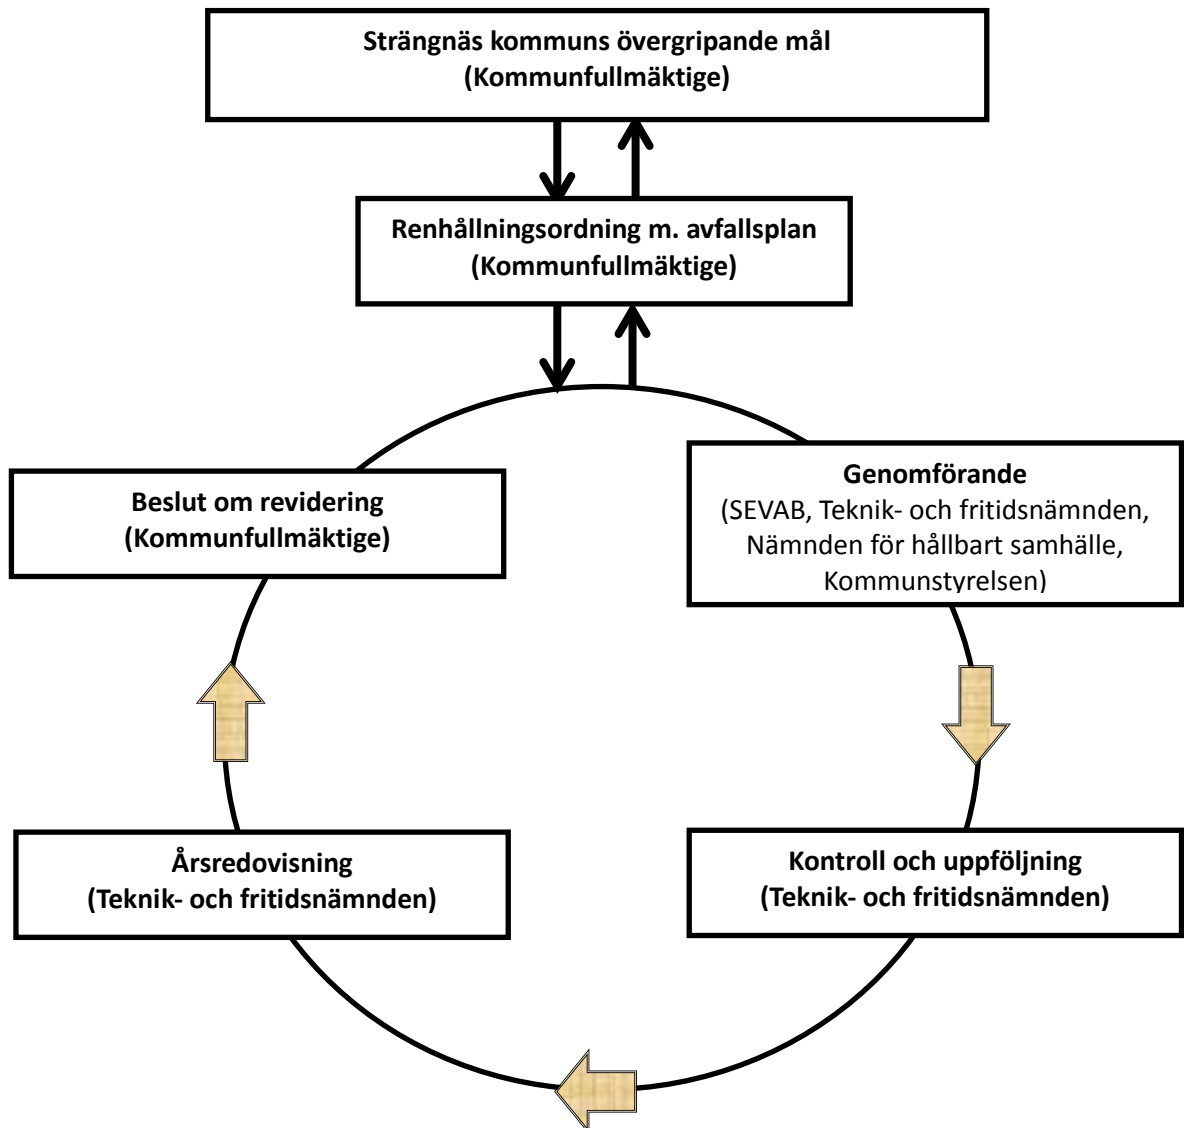 Strängnäs kommuns övergripande mål
(Kommunfullmäktige)
Renhållningsordning m. avfallsplan
(Kommunfullmäktige)
Beslut om revidering
(Kommunfullmäktige)
Genomförande
(SEVAB, Teknik- och fritidsnämnden,
Nämnden för hållbart samhälle,
Kommunstyrelsen)
Årsredovisning
(Teknik- och fritidsnämnden)
Kontroll och uppföljning
(Teknik- och fritidsnämnden)